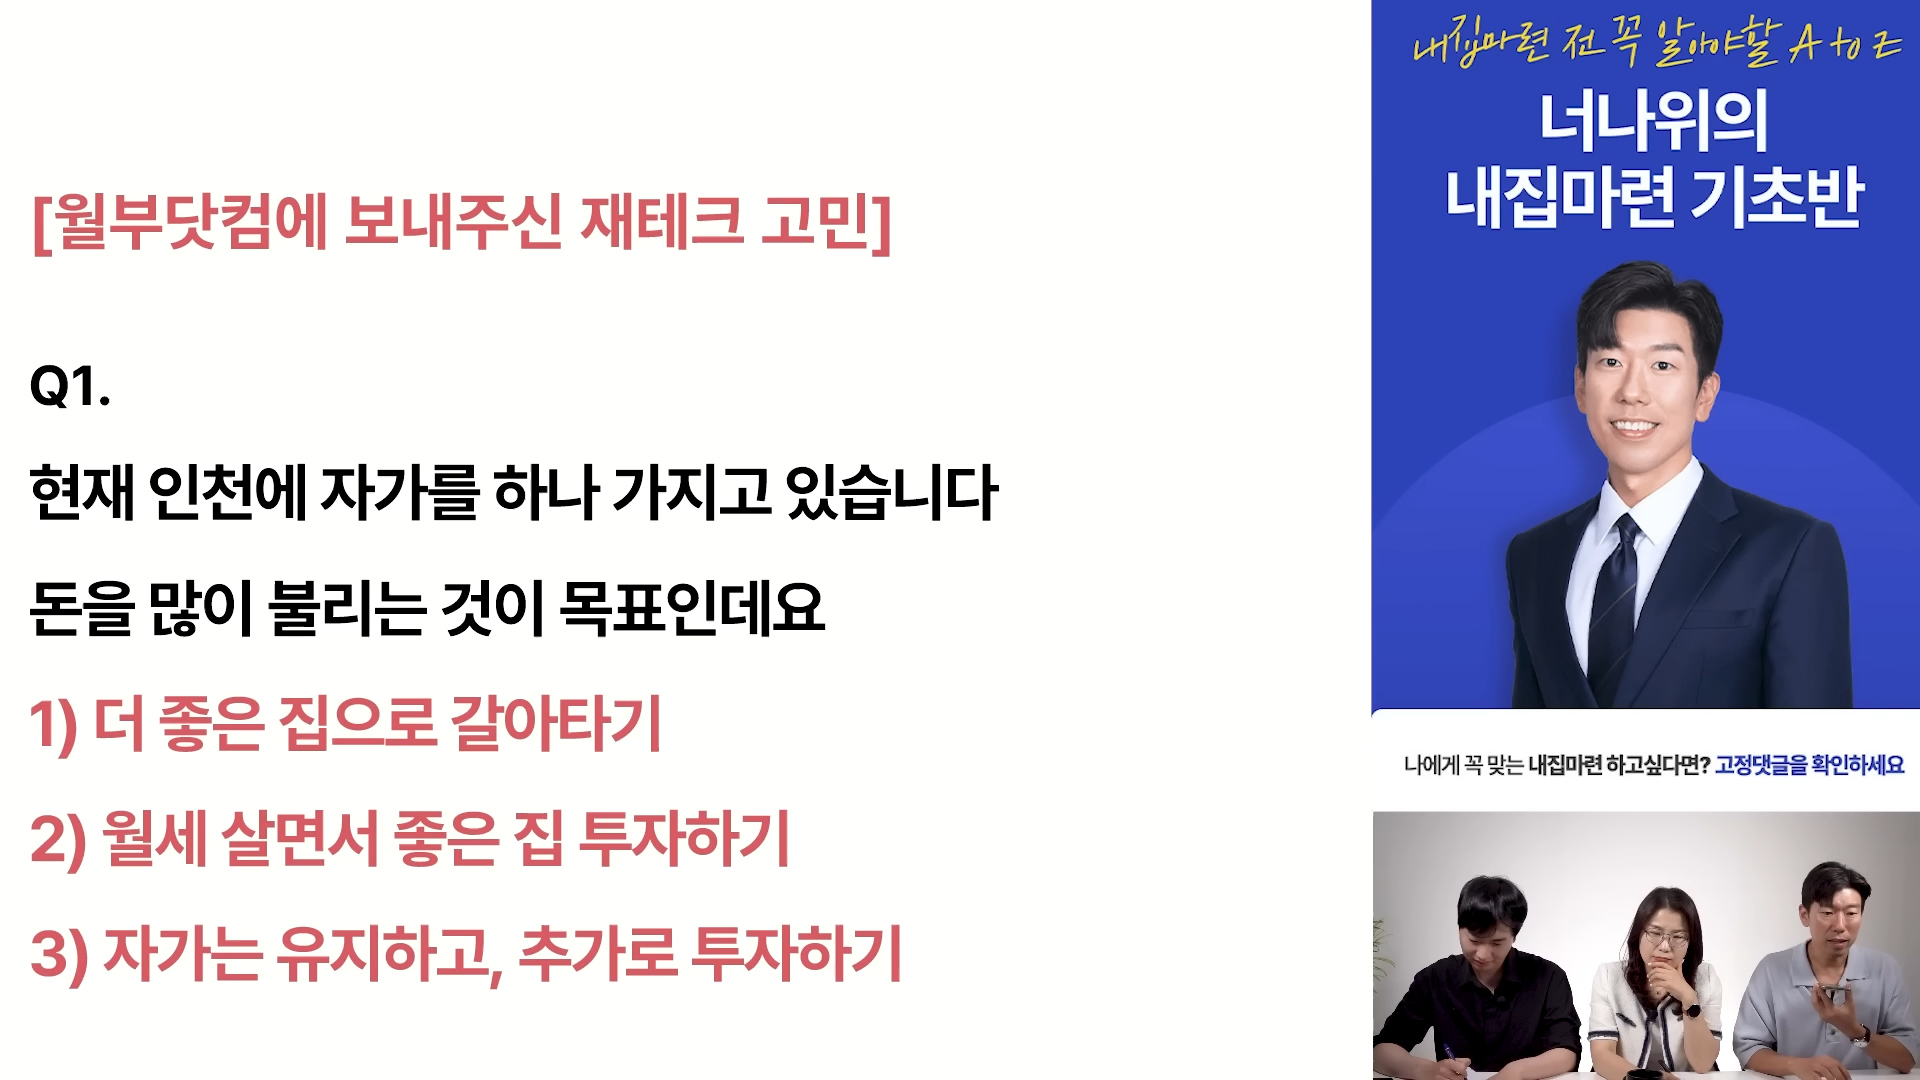 [월부닷컴에 보내주신 재테크 고민]
Q1.
현재 인천에 자가를 하나 가지고 있습니다
돈을 많이 불리는 것이 목표인데요
1) 더 좋은 집으로 갈아타기
2) 월세 살면서 좋은 집 투자하기
3) 자가는 유지하고, 추가로 투자하기
내집마련 전 꼭 알아야할 A to Z
너나위의
내집마련 기초반
나에게 꼭 맞는 내집마련 하고싶다면? 고정댓글을 확인하세요